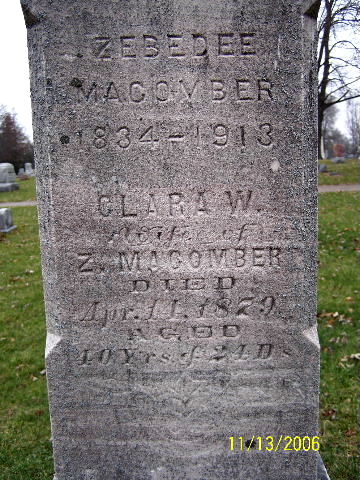 ZEBEDEE
MACOMBER
1834-1913
CLARA W.
Wife of
Z. MACOMBER
DIED
Apr. 11, 1879
AGED
40 Yrs & 24 Ds
11/13/2006